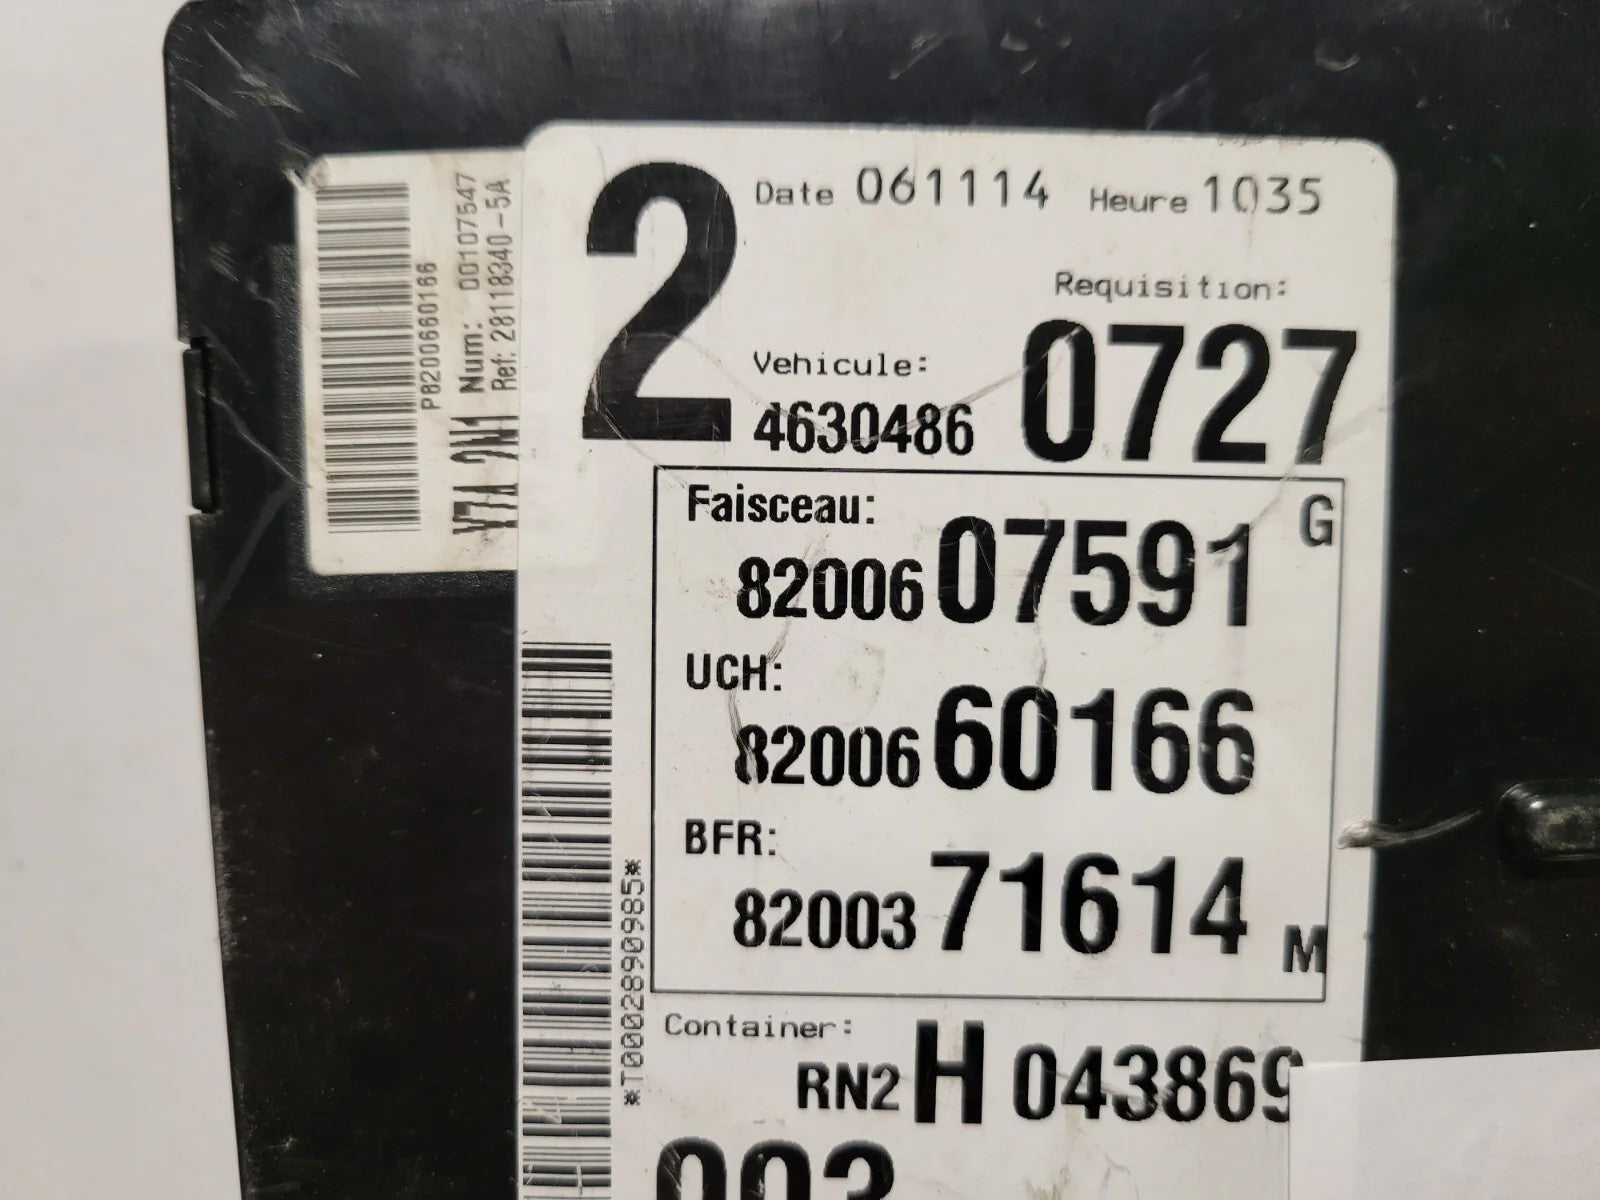 2
Date 061114 Heure 1035
Requisition:
0727
Vehicule:
4630486
Faisceau:
G
8200607591
UCH:
8200660166
BFR:
8200371614
M
Container:
RN2 H 043869
*T0002890985*
P8200660166
Num: 00107547
Ref: 28118340-5A